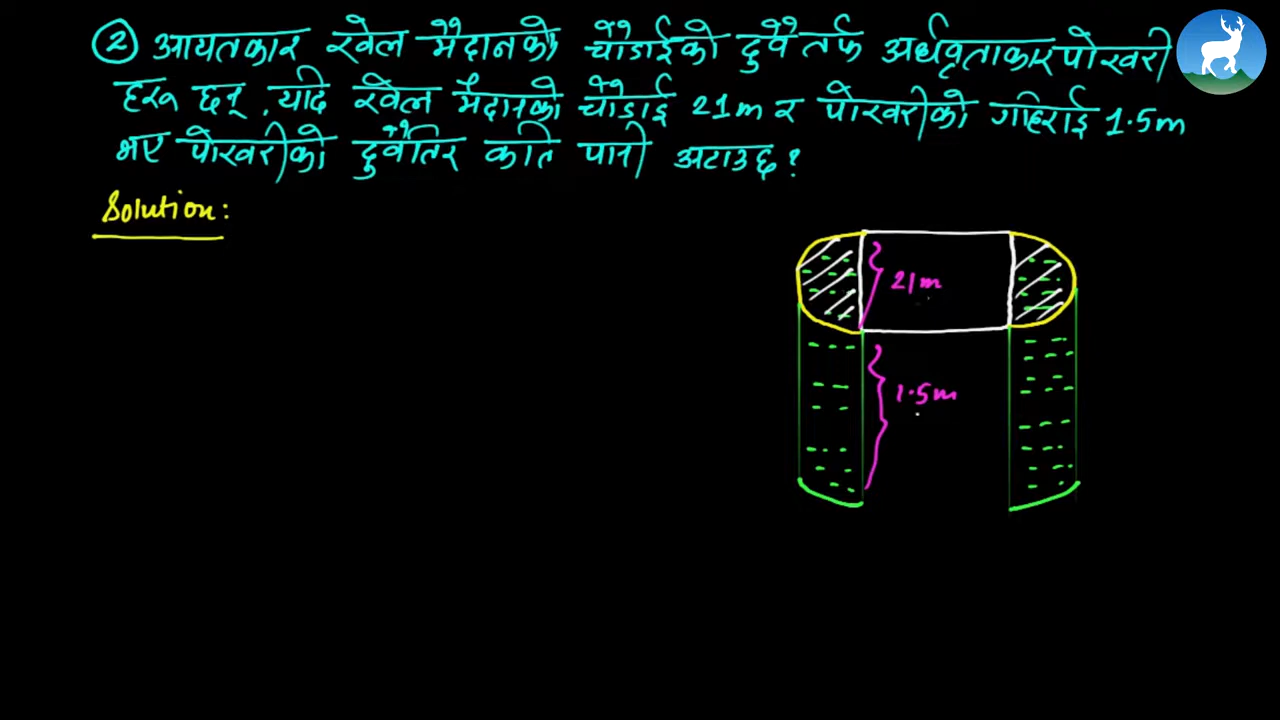 ② आयतकार खेल मैदानको चौडाईको दुवै तर्फ अर्धवृताकार पोखरी
हरू छन् . यदि खेल मैदानको चौडाई 21m र पोखरीको गहिराई 1.5m
भए पोखरीको दुवैतिर कति पानी अटाउछ ?
Solution:
21m
1.5m